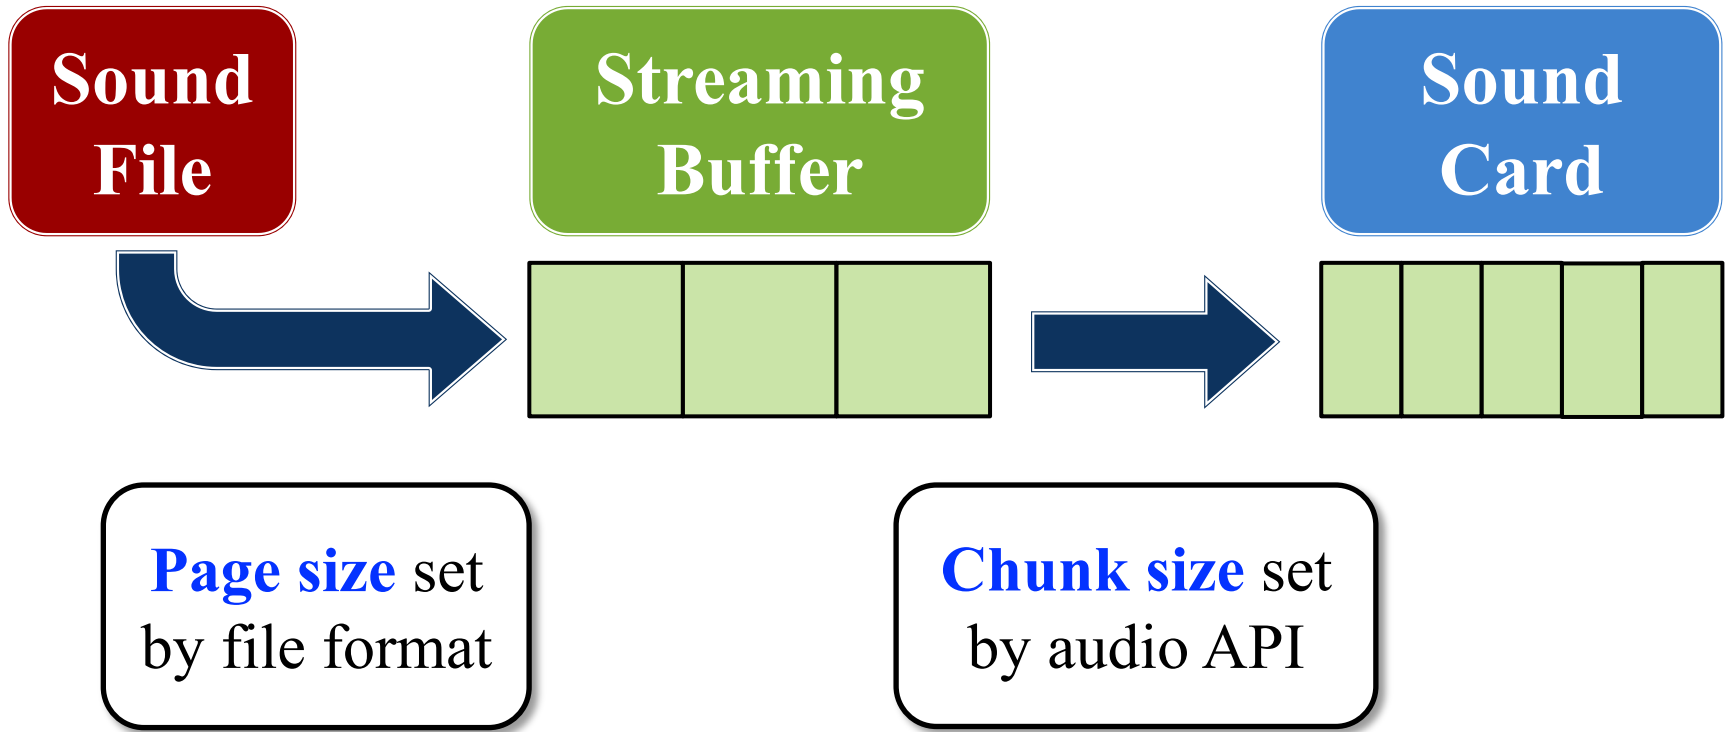 Sound
File
Streaming
Buffer
Sound
Card
Page size set
by file format
Chunk size set
by audio API